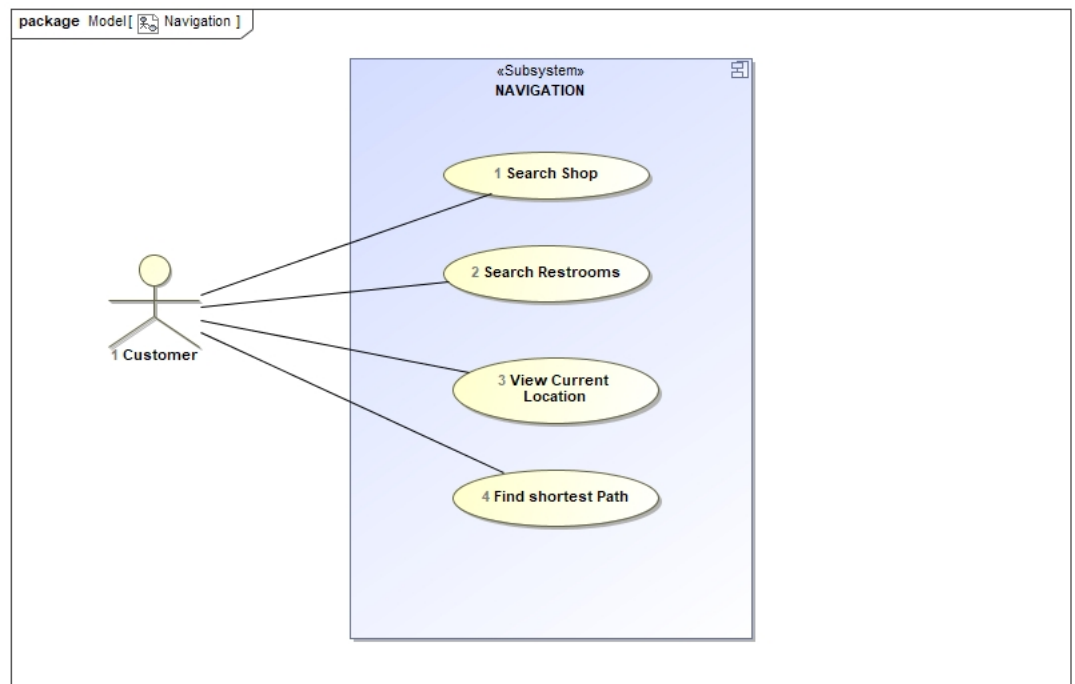 package Model[ Navigation ]
«Subsystem»
NAVIGATION
1 Search Shop
2 Search Restrooms
1 Customer
3 View Current
Location
4 Find shortest Path